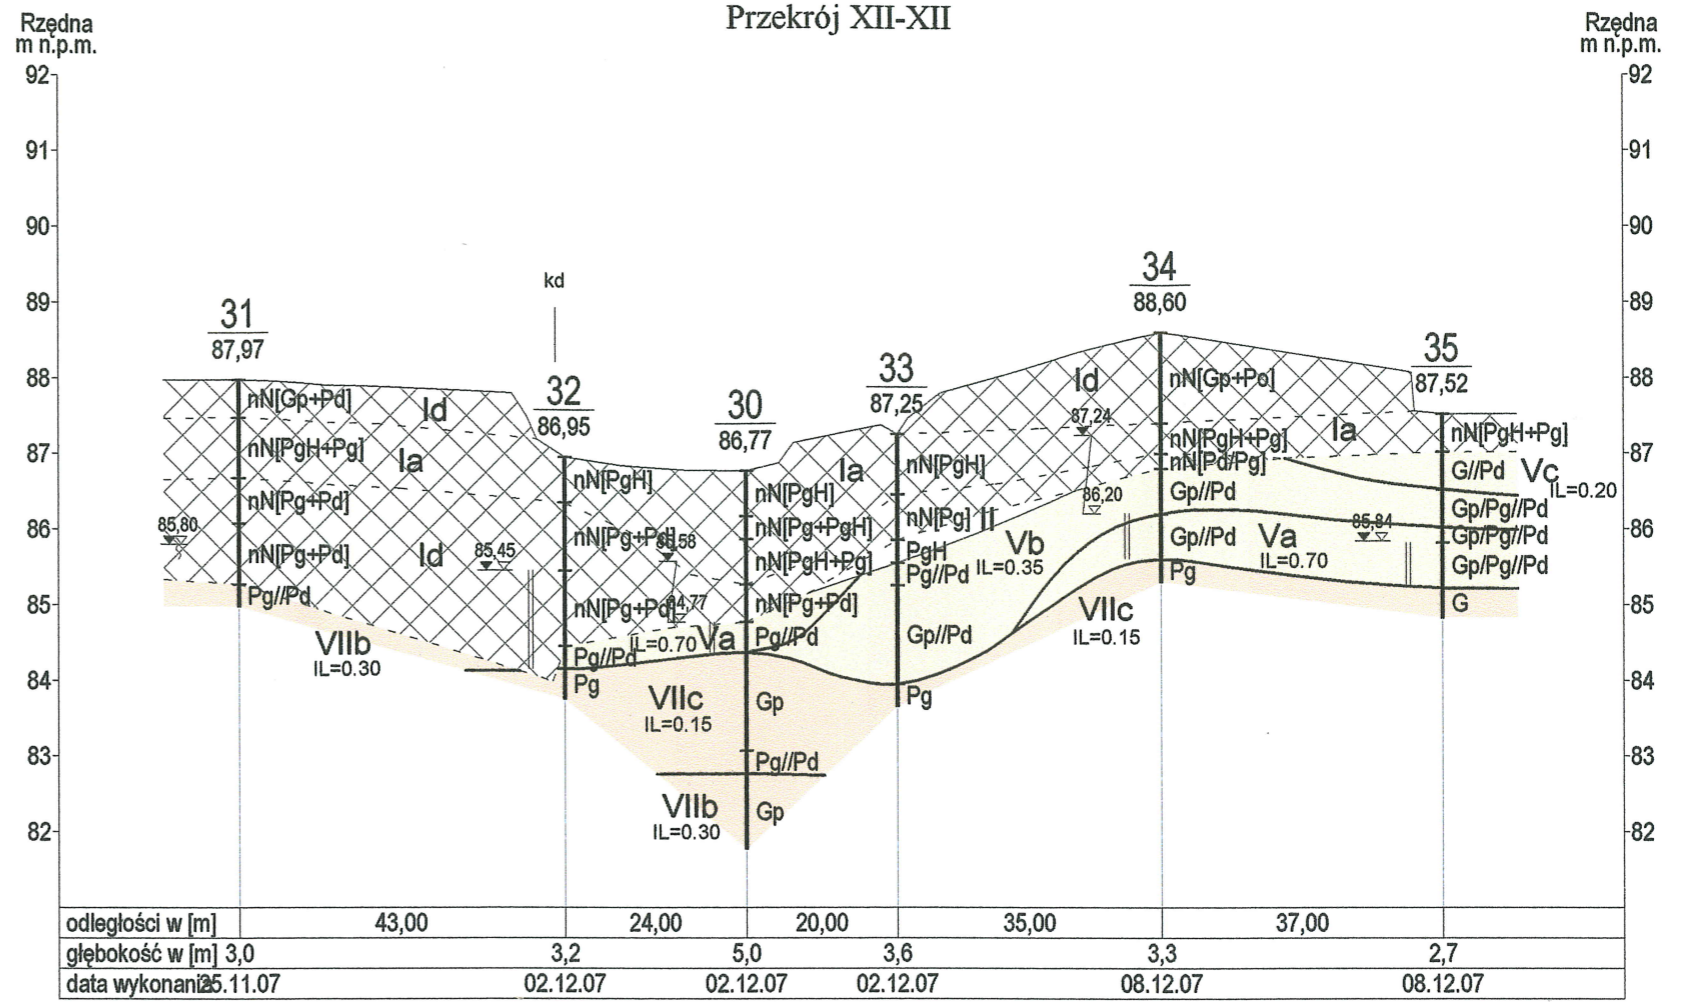 Przekrój XII-XII
Rzędna
m n.p.m.
Rzędna
m n.p.m.
92
92
91
91
90
90
89
89
88
88
87
87
86
86
85
85
84
84
83
83
82
82
kd
31
87,97
32
86,95
30
86,77
33
87,25
34
88,60
35
87,52
nN[Gp+Pd]
nN[PgH+Pg]
nN[Pg+Pd]
nN[Pg+Pd]
Pg//Pd
85,80
Id
Ia
Id
85,45
VIIb
IL=0.30
nN[PgH]
nN[Pg+Pd]
nN[Pg+Pd]
Pg//Pd
Pg
84,77
IL=0.70
Va
VIIc
IL=0.15
VIIb
IL=0.30
nN[PgH]
nN[Pg+PgH]
nN[PgH+Pg]
nN[Pg+Pd]
Pg//Pd
Gp
Pg//Pd
Gp
Ia
nN[PgH]
nN[Pg]
II
PgH
Pg//Pd
Gp//Pd
Pg
Id
87,24
86,20
Vb
IL=0.35
VIIc
IL=0.15
nN[Gp+Po]
nN[PgH+Pg]
nN[Pd/Pg]
Gp//Pd
Gp//Pd
Pg
Ia
Va
IL=0.70
85,84
nN[PgH+Pg]
G//Pd
Gp/Pg//Pd
Gp/Pg//Pd
Gp/Pg//Pd
G
Vc
IL=0.20
odległości w [m] 43,00 24,00 20,00 35,00 37,00
głębokość w [m] 3,0 3,2 5,0 3,6 3,3 2,7
data wykonania 25.11.07 02.12.07 02.12.07 02.12.07 08.12.07 08.12.07